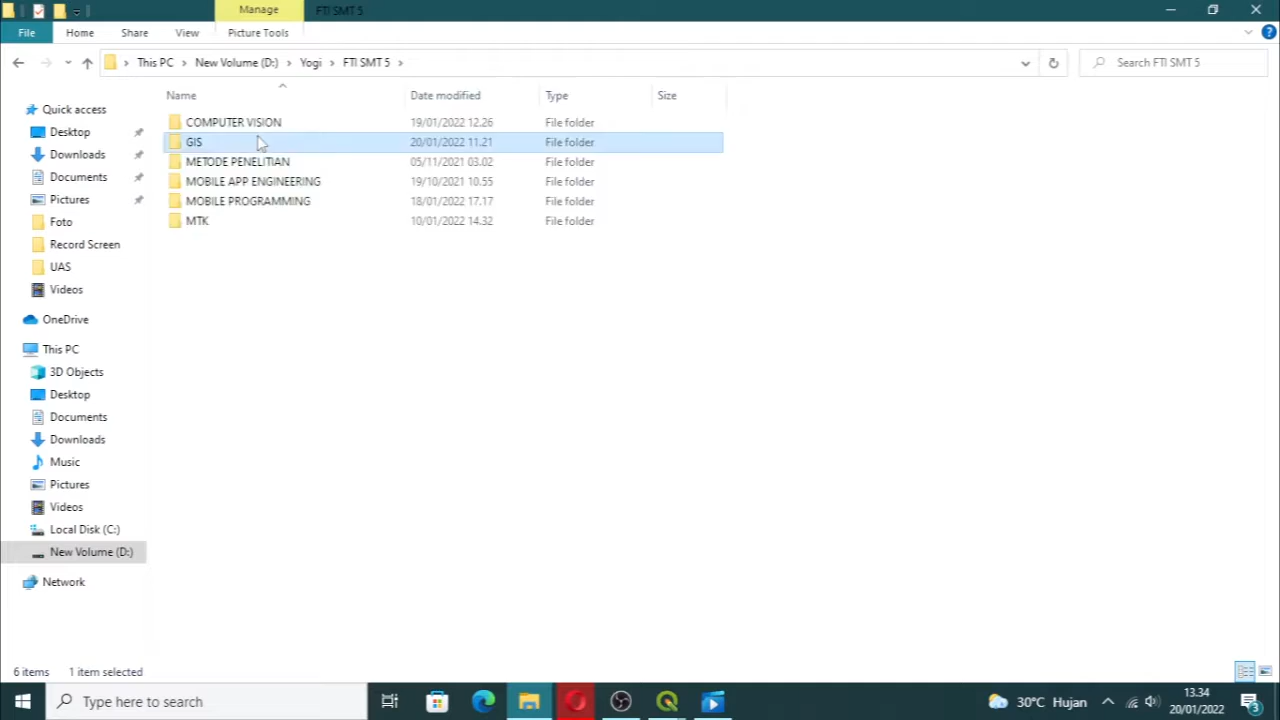 Manage
FTI SMT 5
File
Home
Share
View
Picture Tools
This PC
New Volume (D:)
Yogi
FTI SMT 5
Search FTI SMT 5
Name
Date modified
Type
Size
COMPUTER VISION
19/01/2022 12.26
File folder
GIS
20/01/2022 11.21
File folder
METODE PENELITIAN
05/11/2021 03.02
File folder
MOBILE APP ENGINEERING
19/10/2021 10.55
File folder
MOBILE PROGRAMMING
18/01/2022 17.17
File folder
MTK
10/01/2022 14.32
File folder
Quick access
Desktop
Downloads
Documents
Pictures
Foto
Record Screen
UAS
Videos
OneDrive
This PC
3D Objects
Desktop
Documents
Downloads
Music
Pictures
Videos
Local Disk (C:)
New Volume (D:)
Network
6 items
1 item selected
Type here to search
30°C Hujan
13.34
20/01/2022
3